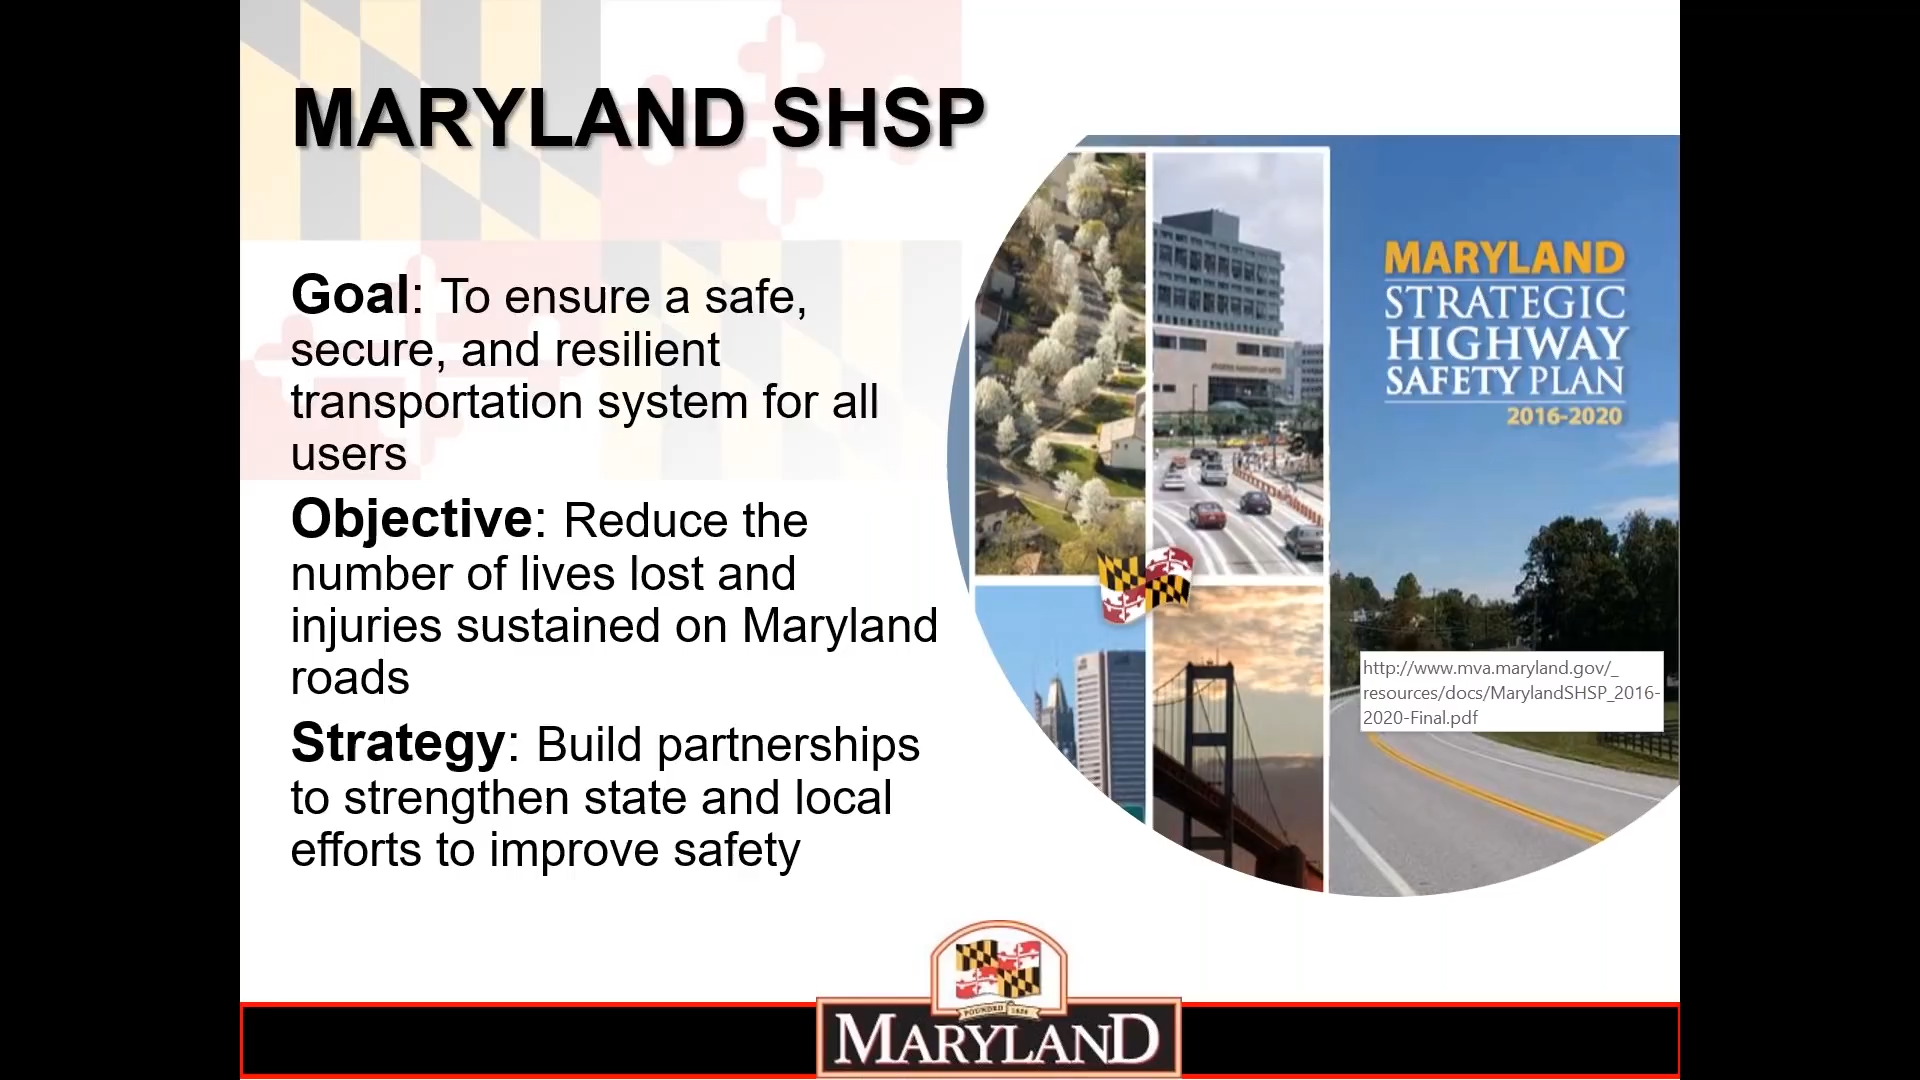 MARYLAND SHSP
Goal: To ensure a safe,
secure, and resilient
transportation system for all
users
Objective: Reduce the
number of lives lost and
injuries sustained on Maryland
roads
Strategy: Build partnerships
to strengthen state and local
efforts to improve safety
MARYLAND
STRATEGIC
HIGHWAY
SAFETY PLAN
2016-2020
http://www.mva.maryland.gov/_
resources/docs/MarylandSHSP_2016-
2020-Final.pdf
FOUNDED 1634
MARYLAND